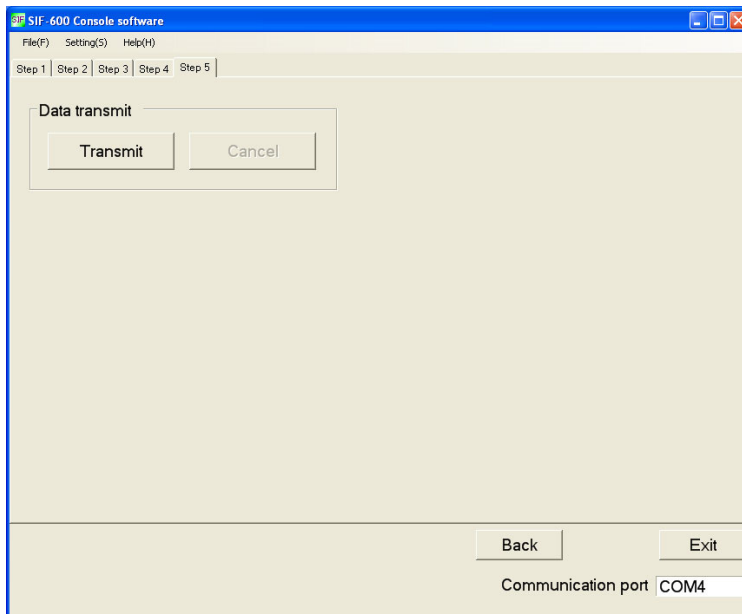 SIF SIF-600 Console software
File(F) Setting(S) Help(H)
Step 1 Step 2 Step 3 Step 4 Step 5
Data transmit
Transmit Cancel
Back Exit
Communication port COM4